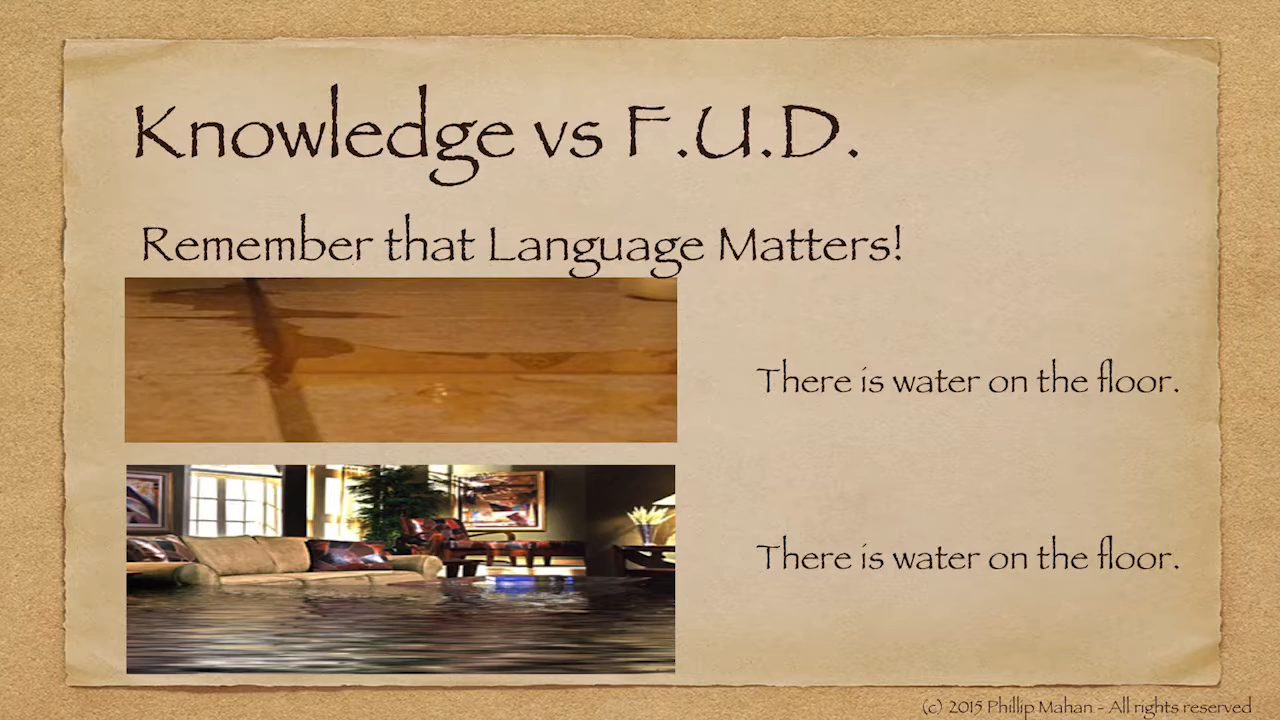 Knowledge vs F.U.D.
Remember that Language Matters!
There is water on the floor.
There is water on the floor.
(c) 2015 Phillip Mahan - All rights reserved